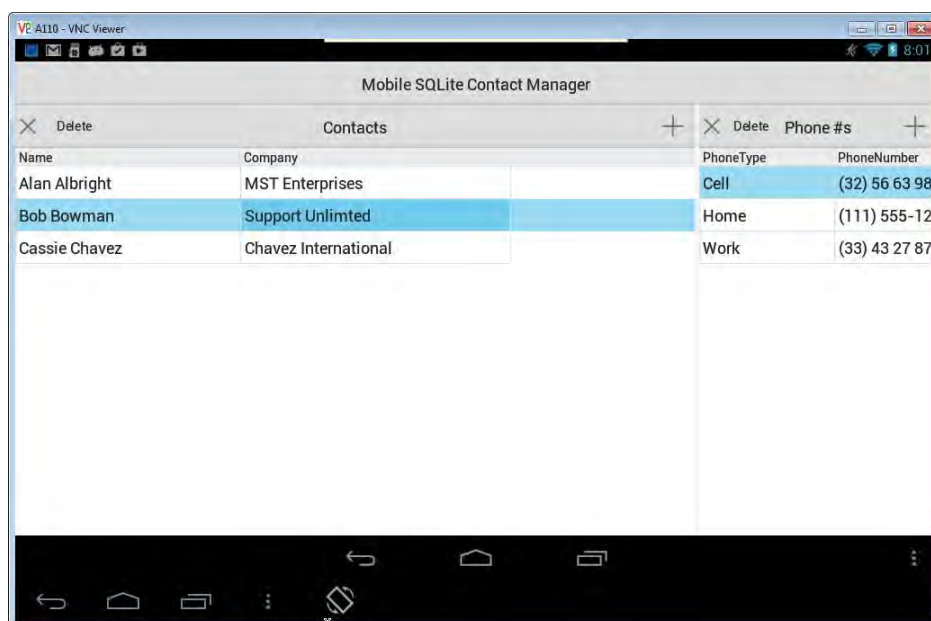 A110 - VNC Viewer
8:01
Mobile SQLite Contact Manager
Delete Contacts Delete Phone #s
Name Company PhoneType PhoneNumber
Alan Albright MST Enterprises Cell (32) 56 63 98
Bob Bowman Support Unlimted Home (111) 555-12
Cassie Chavez Chavez International Work (33) 43 27 87